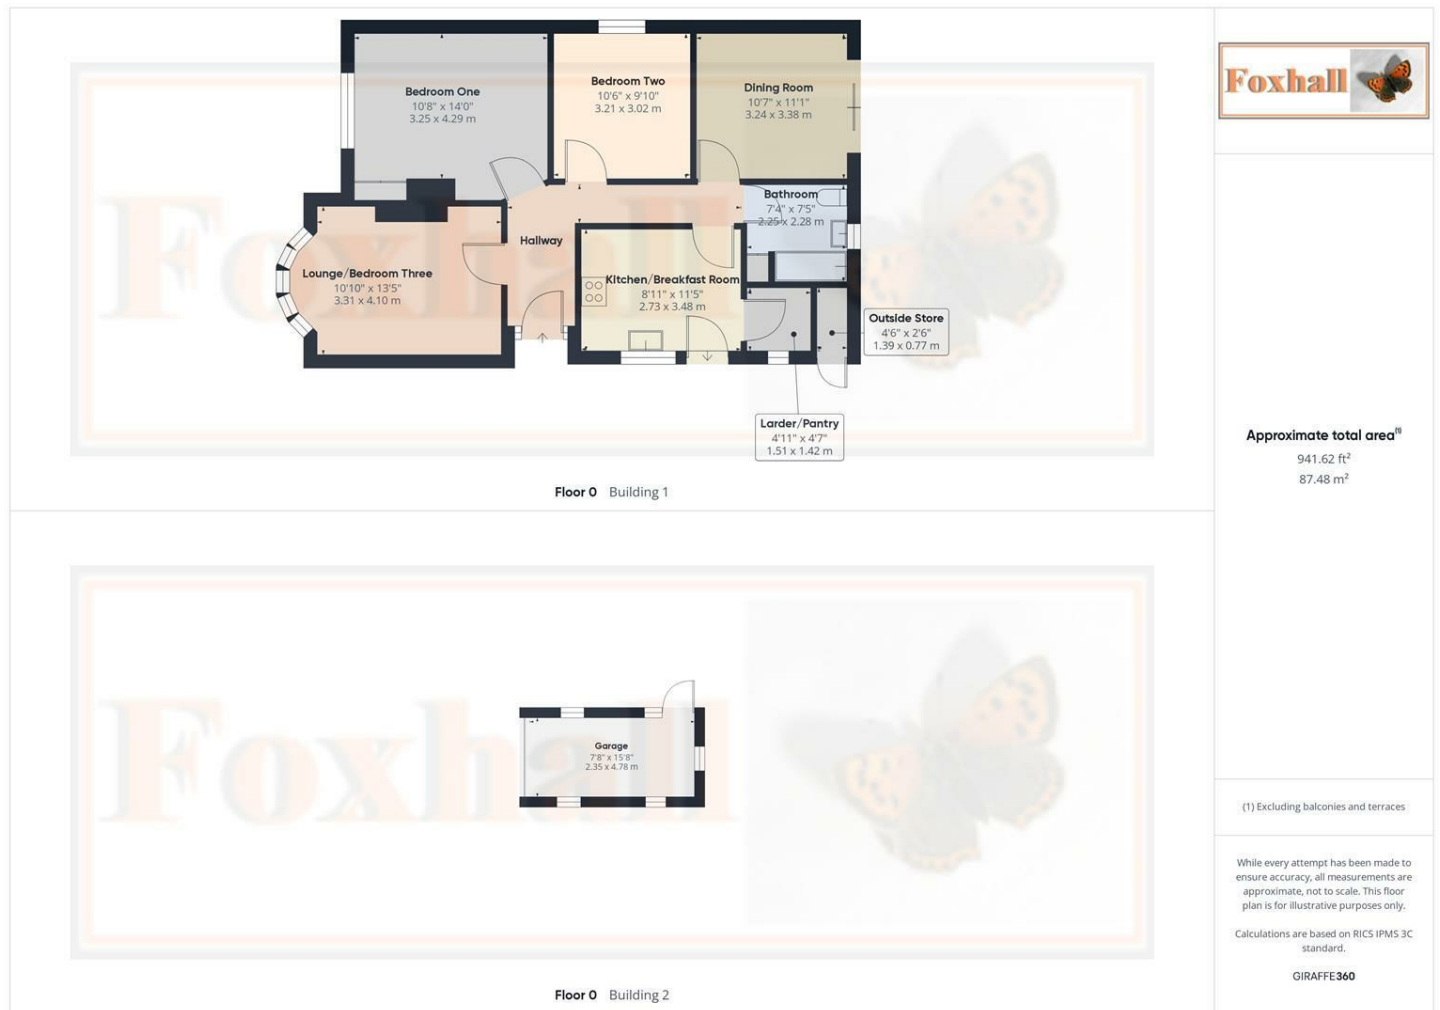 Bedroom One
10'8" x 14'0"
3.25 x 4.29 m
Bedroom Two
10'6" x 9'10"
3.21 x 3.02 m
Dining Room
10'7" x 11'1"
3.24 x 3.38 m
Bathroom
7'4" x 7'5"
2.25 x 2.28 m
Hallway
Lounge/Bedroom Three
10'10" x 13'5"
3.31 x 4.10 m
Kitchen/Breakfast Room
8'11" x 11'5"
2.73 x 3.48 m
Outside Store
4'6" x 2'6"
1.39 x 0.77 m
Larder/Pantry
4'11" x 4'7"
1.51 x 1.42 m
Foxhall
Floor 0 Building 1
Garage
7'8" x 15'8"
2.35 x 4.78 m
Foxhall
Floor 0 Building 2
Foxhall
Approximate total area(1)
941.62 ft²
87.48 m²
(1) Excluding balconies and terraces
While every attempt has been made to
ensure accuracy, all measurements are
approximate, not to scale. This floor
plan is for illustrative purposes only.
Calculations are based on RICS IPMS 3C
standard.
GIRAFFE360